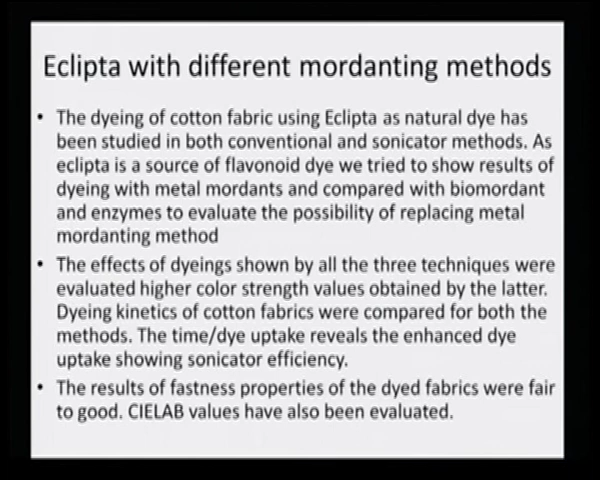 Eclipta with different mordanting methods
• The dyeing of cotton fabric using Eclipta as natural dye has
been studied in both conventional and sonicator methods. As
eclipta is a source of flavonoid dye we tried to show results of
dyeing with metal mordants and compared with biomordant
and enzymes to evaluate the possibility of replacing metal
mordanting method
• The effects of dyeings shown by all the three techniques were
evaluated higher color strength values obtained by the latter.
Dyeing kinetics of cotton fabrics were compared for both the
methods. The time/dye uptake reveals the enhanced dye
uptake showing sonicator efficiency.
• The results of fastness properties of the dyed fabrics were fair
to good. CIELAB values have also been evaluated.